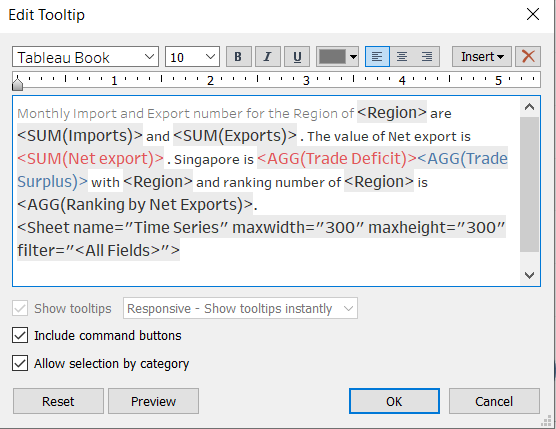 Edit Tooltip
Tableau Book 10 B I U Insert
1 2 3 4 5
Monthly Import and Export number for the Region of <Region> are
<SUM(Imports)> and <SUM(Exports)> . The value of Net export is
<SUM(Net export)> . Singapore is <AGG(Trade Deficit)><AGG(Trade
Surplus)> with <Region> and ranking number of <Region> is
<AGG(Ranking by Net Exports)>.
<Sheet name="Time Series" maxwidth="300" maxheight="300"
filter="<All Fields>">
Show tooltips Responsive - Show tooltips instantly
Include command buttons
Allow selection by category
Reset Preview OK Cancel